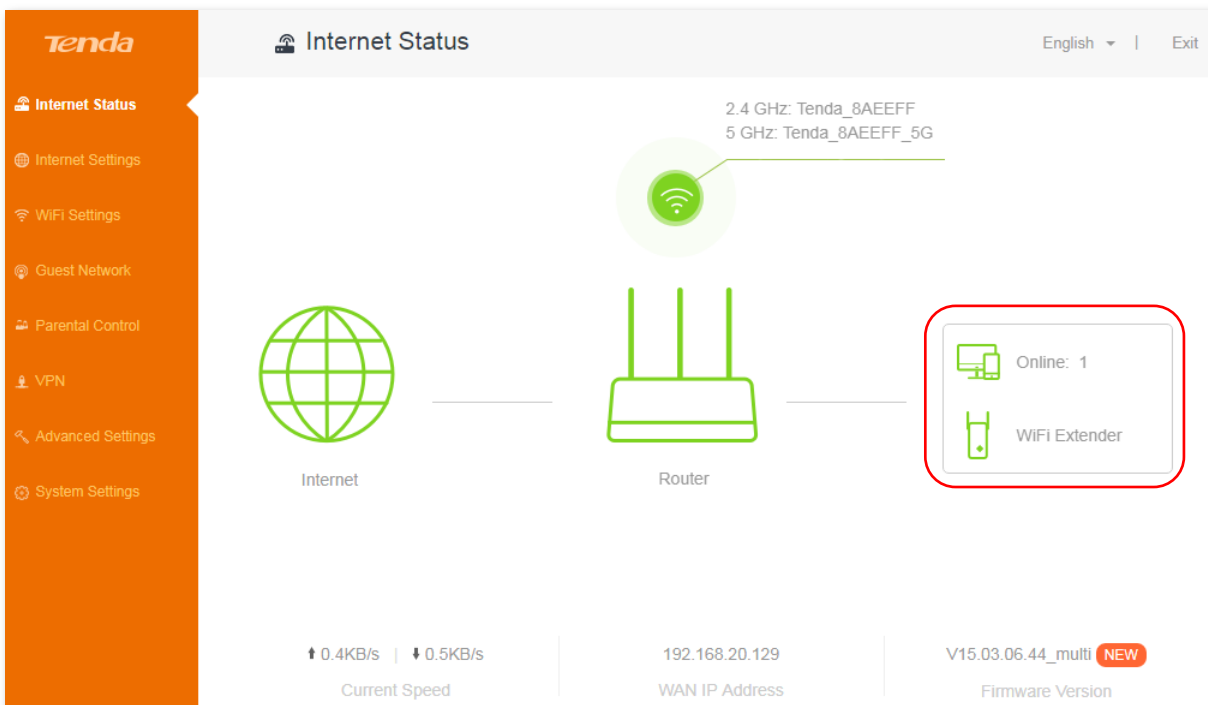 Tenda
Internet Status
English
Exit
Internet Status
Internet Settings
WiFi Settings
Guest Network
Parental Control
VPN
Advanced Settings
System Settings
2.4 GHz: Tenda_8AEEFF
5 GHz: Tenda_8AEEFF_5G
Internet
Router
Online: 1
WiFi Extender
0.4KB/s | 0.5KB/s
Current Speed
192.168.20.129
WAN IP Address
V15.03.06.44_multi NEW
Firmware Version